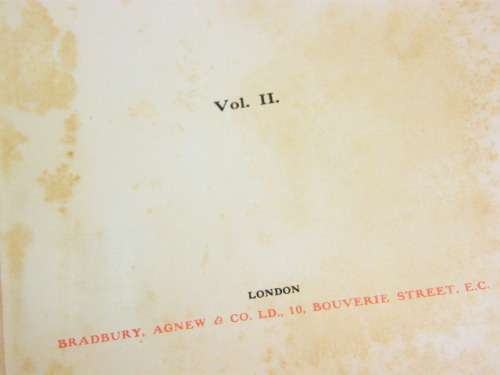 Vol. II.
LONDON
BRADBURY, AGNEW & CO. LD., 10, BOUVERIE STREET, E.C.